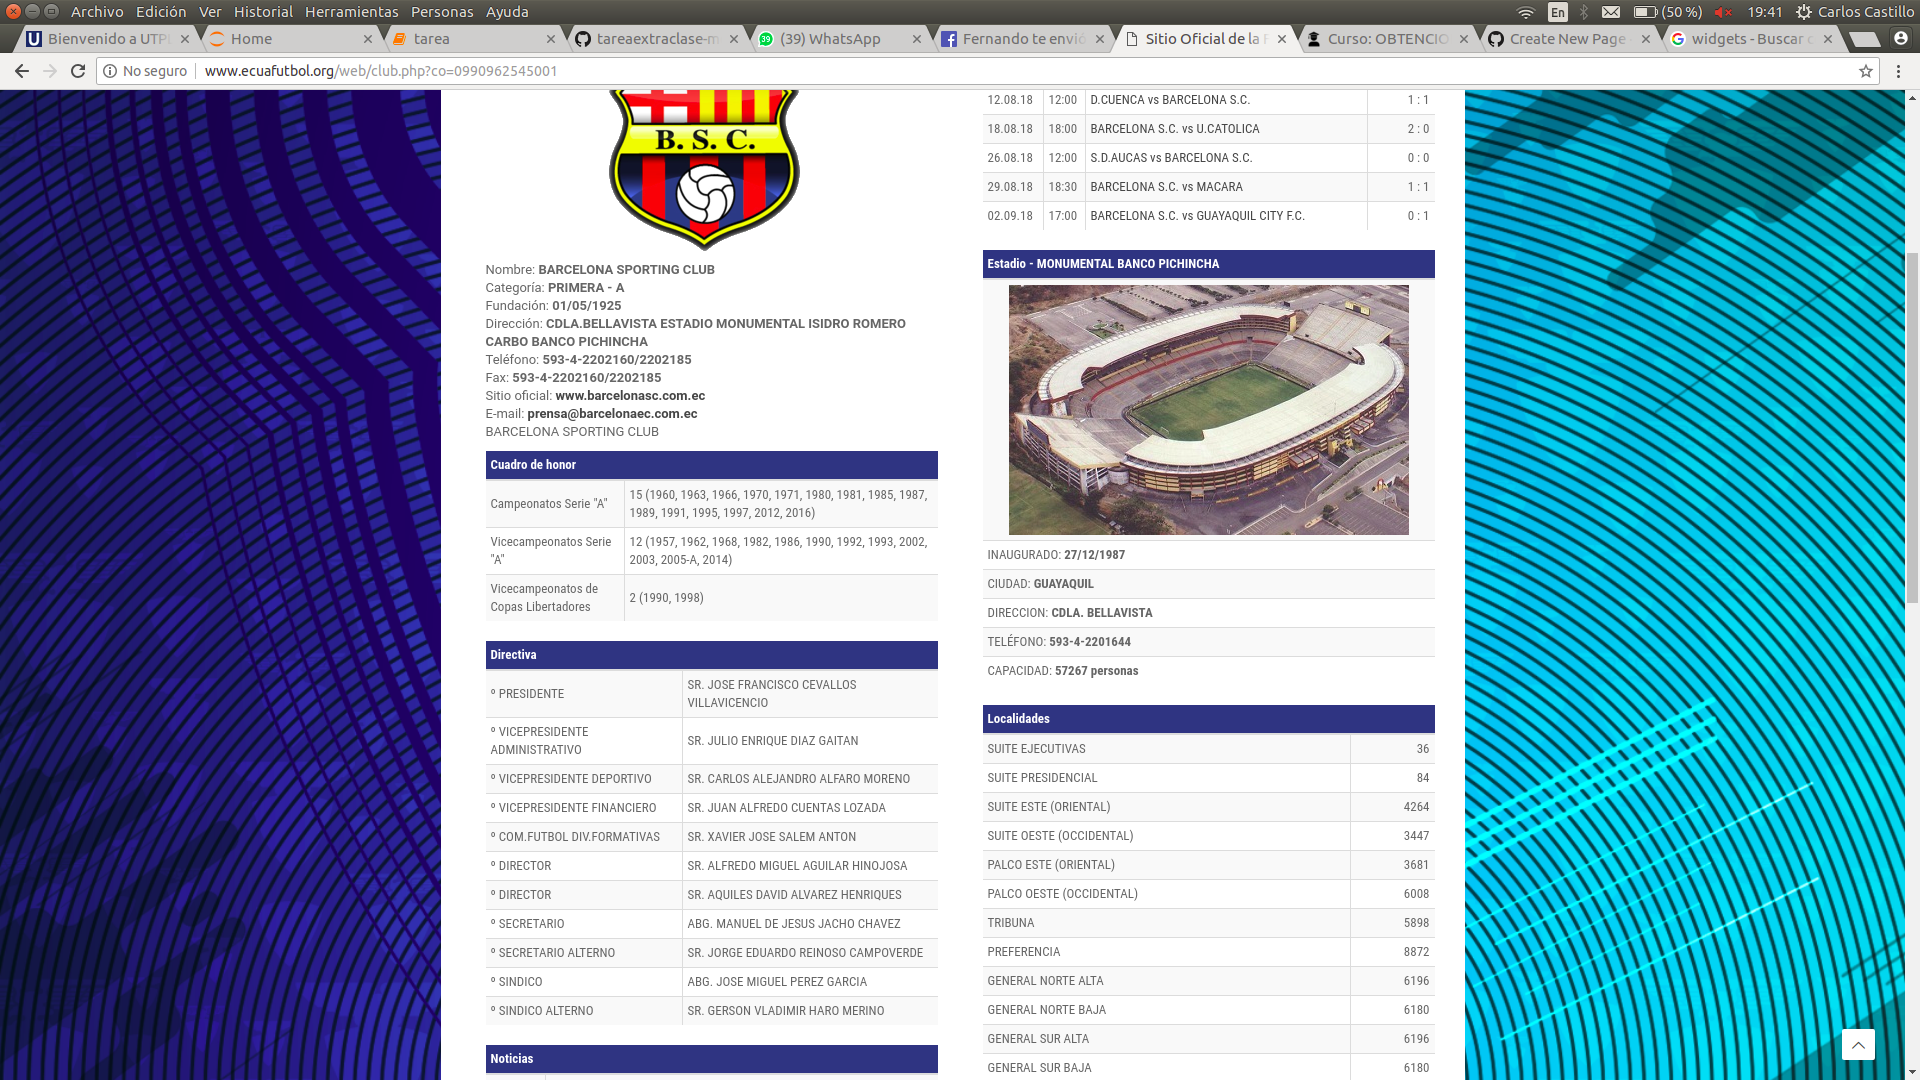 Archivo Edición Ver Historial Herramientas Personas Ayuda
En (50 %) 19:41 Carlos Castillo
Bienvenido a UTPL
Home
tarea
tareaextraclase-m
(39) WhatsApp
Fernando te envió
Sitio Oficial de la F
Curso: OBTENCIO
Create New Page
widgets - Buscar c
No seguro www.ecuafutbol.org/web/club.php?co=0990962545001
B. S. C.
Nombre: BARCELONA SPORTING CLUB
Categoría: PRIMERA - A
Fundación: 01/05/1925
Dirección: CDLA.BELLAVISTA ESTADIO MONUMENTAL ISIDRO ROMERO
CARBO BANCO PICHINCHA
Teléfono: 593-4-2202160/2202185
Fax: 593-4-2202160/2202185
Sitio oficial: www.barcelonasc.com.ec
E-mail: prensa@barcelonaec.com.ec
BARCELONA SPORTING CLUB
Cuadro de honor
Campeonatos Serie "A" 15 (1960, 1963, 1966, 1970, 1971, 1980, 1981, 1985, 1987,
1989, 1991, 1995, 1997, 2012, 2016)
Vicecampeonatos Serie 12 (1957, 1962, 1968, 1982, 1986, 1990, 1992, 1993, 2002,
"A" 2003, 2005-A, 2014)
Vicecampeonatos de
Copas Libertadores 2 (1990, 1998)
Directiva
º PRESIDENTE SR. JOSE FRANCISCO CEVALLOS
VILLAVICENCIO
º VICEPRESIDENTE
ADMINISTRATIVO SR. JULIO ENRIQUE DIAZ GAITAN
º VICEPRESIDENTE DEPORTIVO SR. CARLOS ALEJANDRO ALFARO MORENO
º VICEPRESIDENTE FINANCIERO SR. JUAN ALFREDO CUENTAS LOZADA
º COM.FUTBOL DIV.FORMATIVAS SR. XAVIER JOSE SALEM ANTON
º DIRECTOR SR. ALFREDO MIGUEL AGUILAR HINOJOSA
º DIRECTOR SR. AQUILES DAVID ALVAREZ HENRIQUES
º SECRETARIO ABG. MANUEL DE JESUS JACHO CHAVEZ
º SECRETARIO ALTERNO SR. JORGE EDUARDO REINOSO CAMPOVERDE
º SINDICO ABG. JOSE MIGUEL PEREZ GARCIA
º SINDICO ALTERNO SR. GERSON VLADIMIR HARO MERINO
Noticias
12.08.18 12:00 D.CUENCA vs BARCELONA S.C. 1 : 1
18.08.18 18:00 BARCELONA S.C. vs U.CATOLICA 2 : 0
26.08.18 12:00 S.D.AUCAS vs BARCELONA S.C. 0 : 0
29.08.18 18:30 BARCELONA S.C. vs MACARA 1 : 1
02.09.18 17:00 BARCELONA S.C. vs GUAYAQUIL CITY F.C. 0 : 1
Estadio - MONUMENTAL BANCO PICHINCHA
INAUGURADO: 27/12/1987
CIUDAD: GUAYAQUIL
DIRECCION: CDLA. BELLAVISTA
TELÉFONO: 593-4-2201644
CAPACIDAD: 57267 personas
Localidades
SUITE EJECUTIVAS 36
SUITE PRESIDENCIAL 84
SUITE ESTE (ORIENTAL) 4264
SUITE OESTE (OCCIDENTAL) 3447
PALCO ESTE (ORIENTAL) 3681
PALCO OESTE (OCCIDENTAL) 6008
TRIBUNA 5898
PREFERENCIA 8872
GENERAL NORTE ALTA 6196
GENERAL NORTE BAJA 6180
GENERAL SUR ALTA 6196
GENERAL SUR BAJA 6180